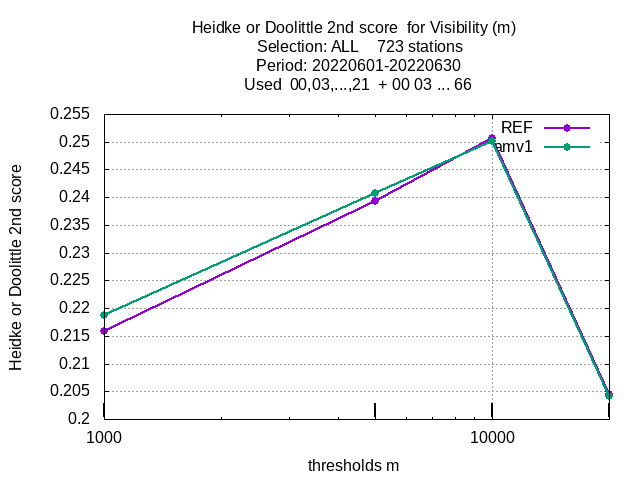 Heidke or Doolittle 2nd score  for Visibility (m)
Selection: ALL    723 stations
Period: 20220601-20220630
Used  00,03,...,21  + 00 03 ... 66
0.255
0.25
0.245
0.24
0.235
0.23
0.225
0.22
0.215
0.21
0.205
0.2
Heidke or Doolittle 2nd score
REF
amv1
1000
10000
thresholds m